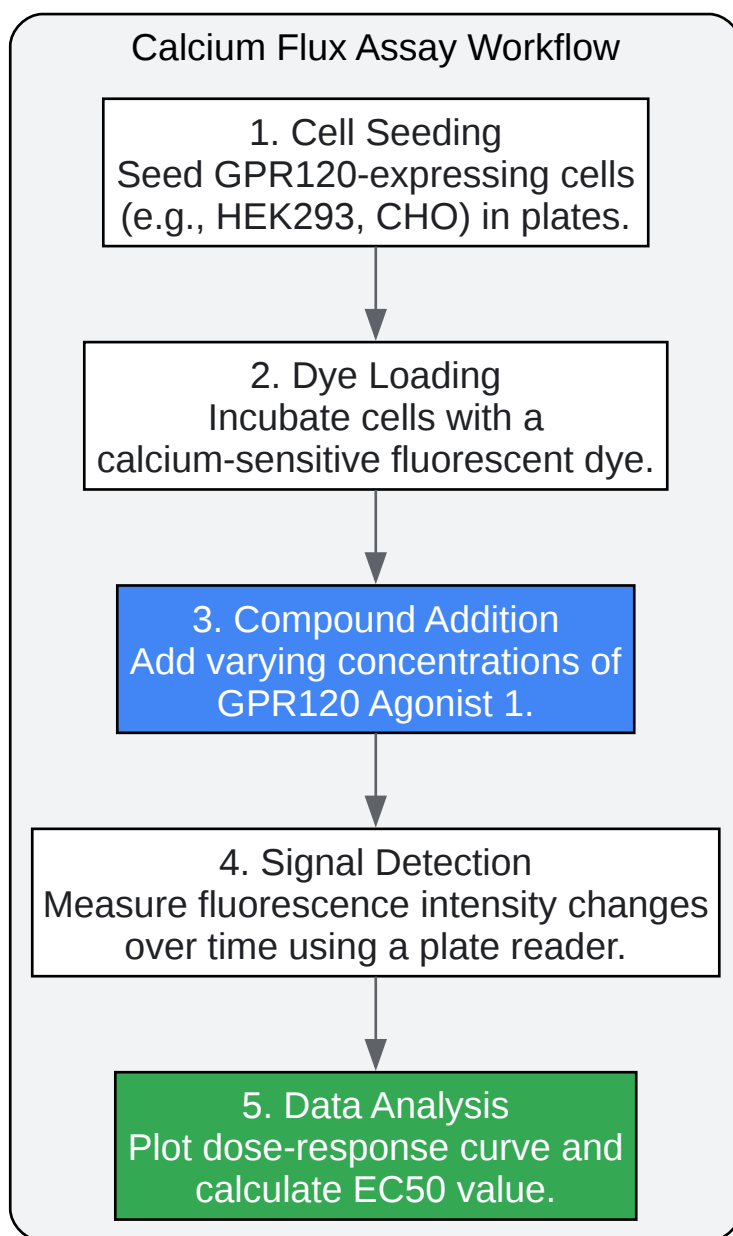 Calcium Flux Assay Workflow
1. Cell Seeding
Seed GPR120-expressing cells
(e.g., HEK293, CHO) in plates.
2. Dye Loading
Incubate cells with a
calcium-sensitive fluorescent dye.
3. Compound Addition
Add varying concentrations of
GPR120 Agonist 1.
4. Signal Detection
Measure fluorescence intensity changes
over time using a plate reader.
5. Data Analysis
Plot dose-response curve and
calculate EC50 value.